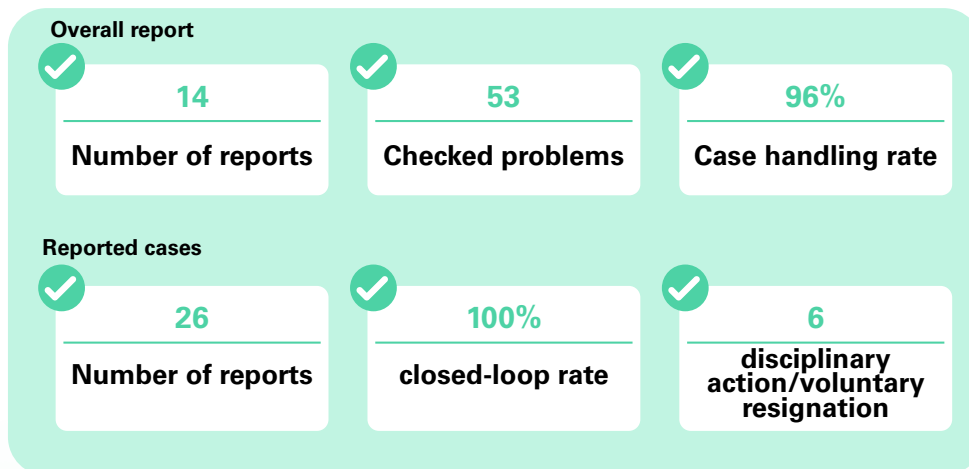 Overall report
14
53
96%
Number of reports
Checked problems
Case handling rate
Reported cases
26
100%
6
Number of reports
closed-loop rate
disciplinary
action/voluntary
resignation